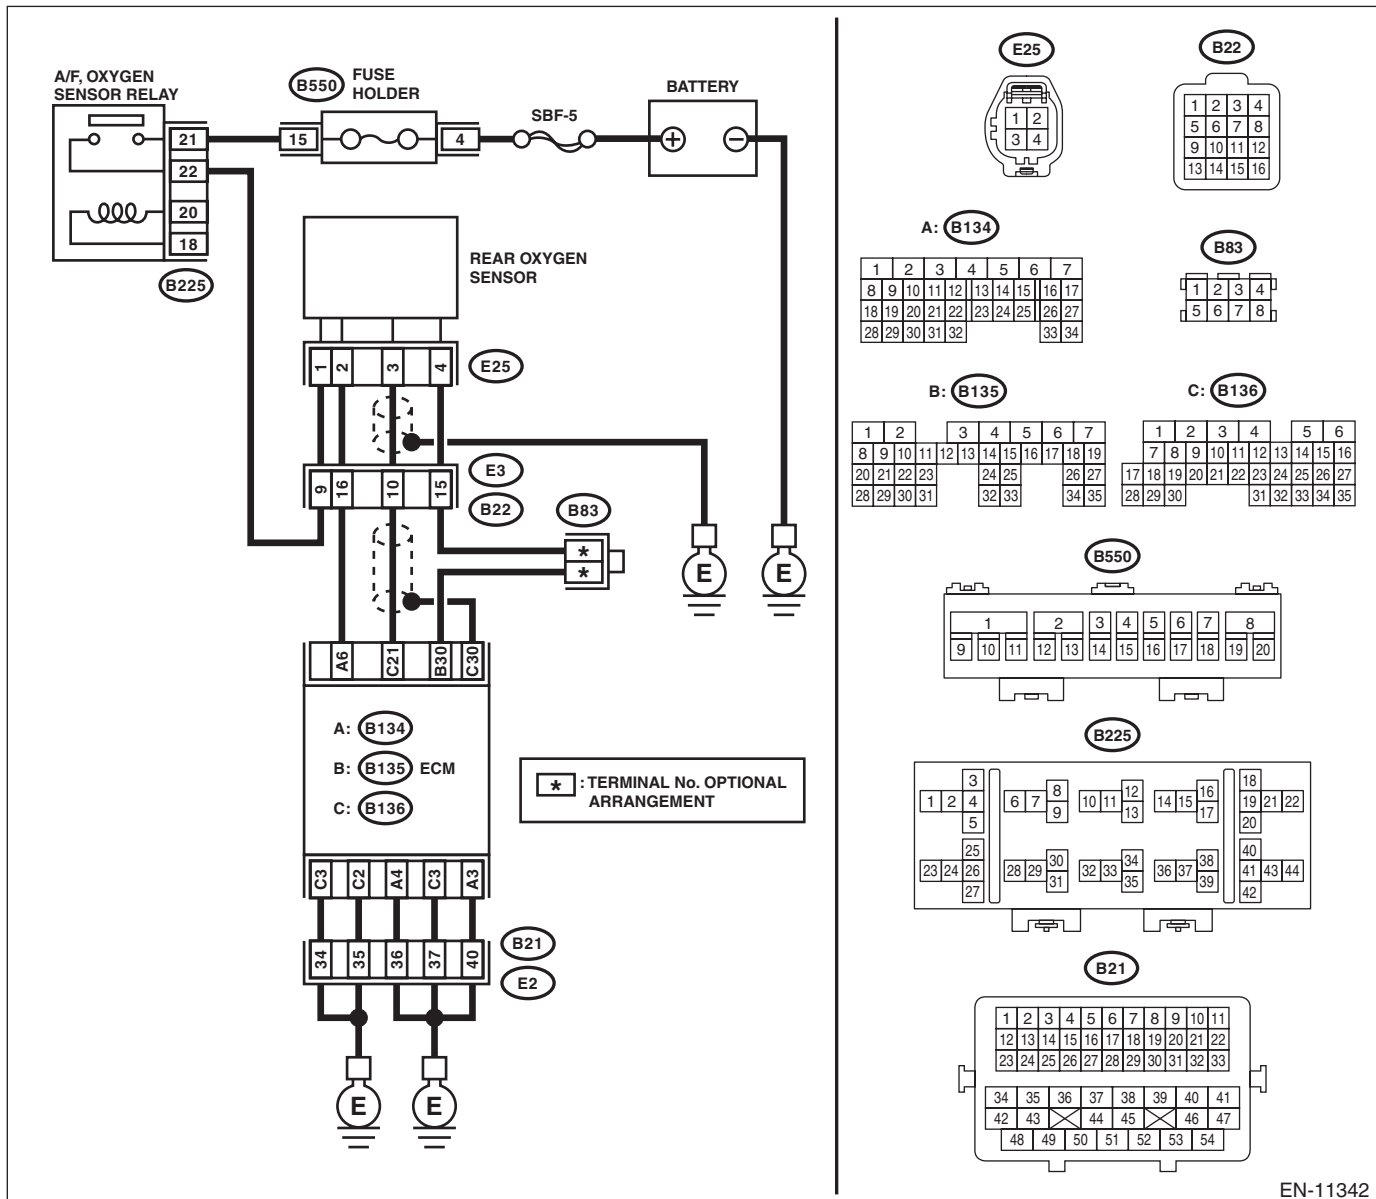 A/F, OXYGEN
SENSOR RELAY
B550
FUSE
HOLDER
BATTERY
SBF-5
21
15
4
+
−
22
20
18
B225
REAR OXYGEN
SENSOR
1 2 3 4
E25
E3
9 16 10 15
B22
B83
*
*
E E
A6 C21 B30 C30
A: B134
B: B135 ECM
C: B136
* : TERMINAL No. OPTIONAL
ARRANGEMENT
C3 C2 A4 C3 A3
B21
34 35 36 37 40
E2
E E
E25
1 2
3 4
B22
1 2 3 4
5 6 7 8
9 10 11 12
13 14 15 16
A: B134
1 2 3 4 5 6 7
8 9 10 11 12 13 14 15 16 17
18 19 20 21 22 23 24 25 26 27
28 29 30 31 32 33 34
B83
1 2 3 4
5 6 7 8
B: B135
1 2 3 4 5 6 7
8 9 10 11 12 13 14 15 16 17 18 19
20 21 22 23 24 25 26 27
28 29 30 31 32 33 34 35
C: B136
1 2 3 4 5 6
7 8 9 10 11 12 13 14 15 16
17 18 19 20 21 22 23 24 25 26 27
28 29 30 31 32 33 34 35
B550
1 2 3 4 5 6 7 8
9 10 11 12 13 14 15 16 17 18 19 20
B225
3 8 12 16 18
1 2 4 6 7 10 11 14 15 19 21 22
5 9 13 17 20
25 30 34 38 40
23 24 26 28 29 32 33 36 37 41 43 44
27 31 35 39 42
B21
1 2 3 4 5 6 7 8 9 10 11
12 13 14 15 16 17 18 19 20 21 22
23 24 25 26 27 28 29 30 31 32 33
34 35 36 37 38 39 40 41
42 43 44 45 46 47
48 49 50 51 52 53 54
EN-11342